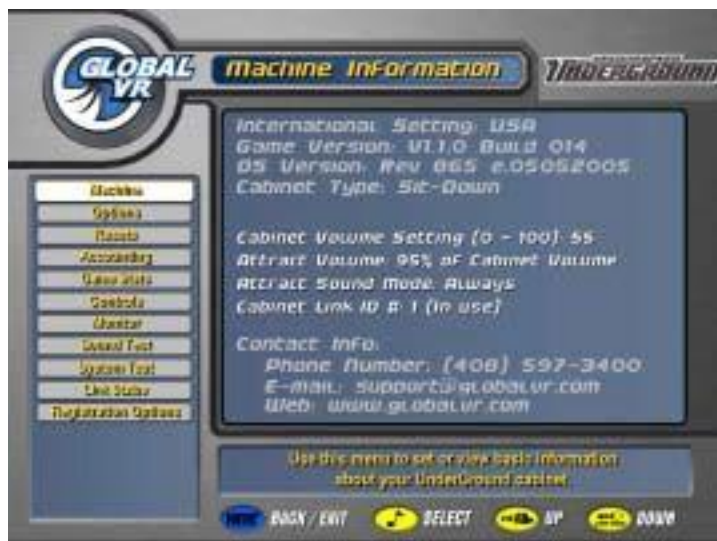 GLOBAL VR
Machine Information
UNDERGROUND
International Setting: USA
Game Version: V1.1.0 Build 014
OS Version: Rev 065 e.05052005
Cabinet Type: Sit-Down
Cabinet Volume Setting (0 - 100): 55
Attract Volume: 95% of Cabinet Volume
Attract Sound Mode: Always
Cabinet Link ID #: 1 (in use)
Contact Info:
Phone Number: (408) 597-3400
E-mail: support@globalvr.com
Web: www.globalvr.com
Machine
Options
Resets
Accounting
Game Stats
Controls
Monitor
Sound Test
System Test
Link Status
Registration Options
Use this menu to set or view basic information
about your UnderGround cabinet
BACK / EXIT
SELECT
UP
DOWN